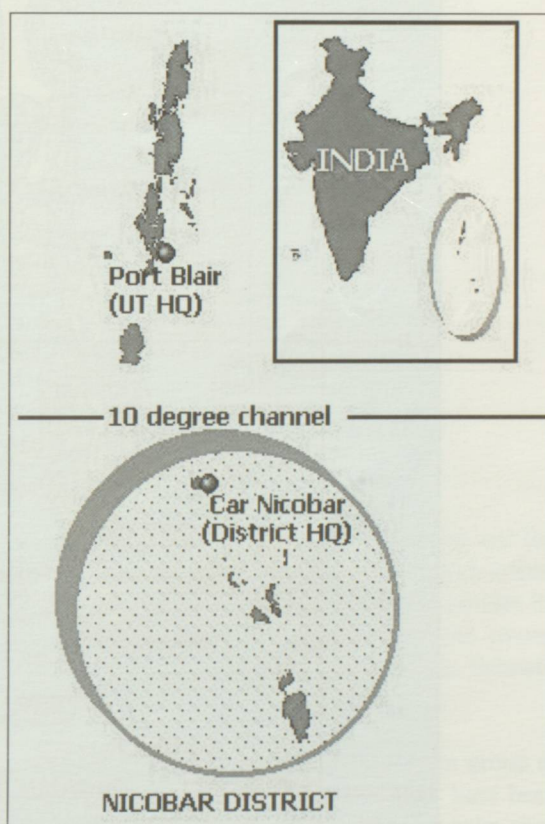 INDIA
Port Blair
(UT HQ)
10 degree channel
Car Nicobar
(District HQ)
NICOBAR DISTRICT